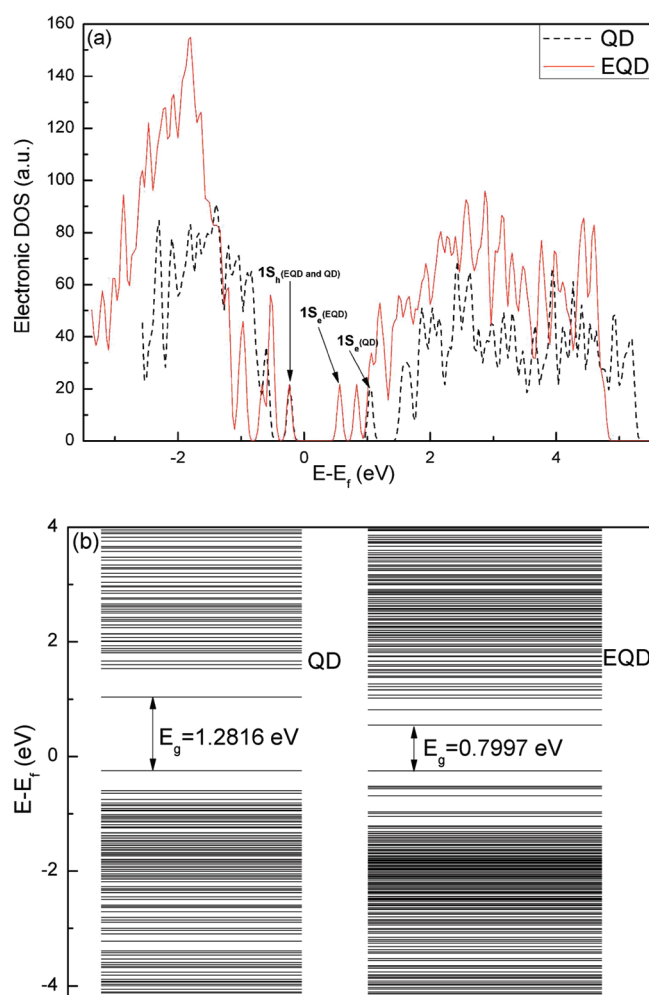 (a)
QD
EQD
160
140
120
100
80
60
40
20
0
Electronic DOS (a.u.)
1S_h(EQD and QD)
1S_e(EQD)
1S_e(QD)
-2 0 2 4
E-E_f (eV)
(b)
4
2
0
-2
-4
E-E_f (eV)
QD
EQD
E_g=1.2816 eV
E_g=0.7997 eV